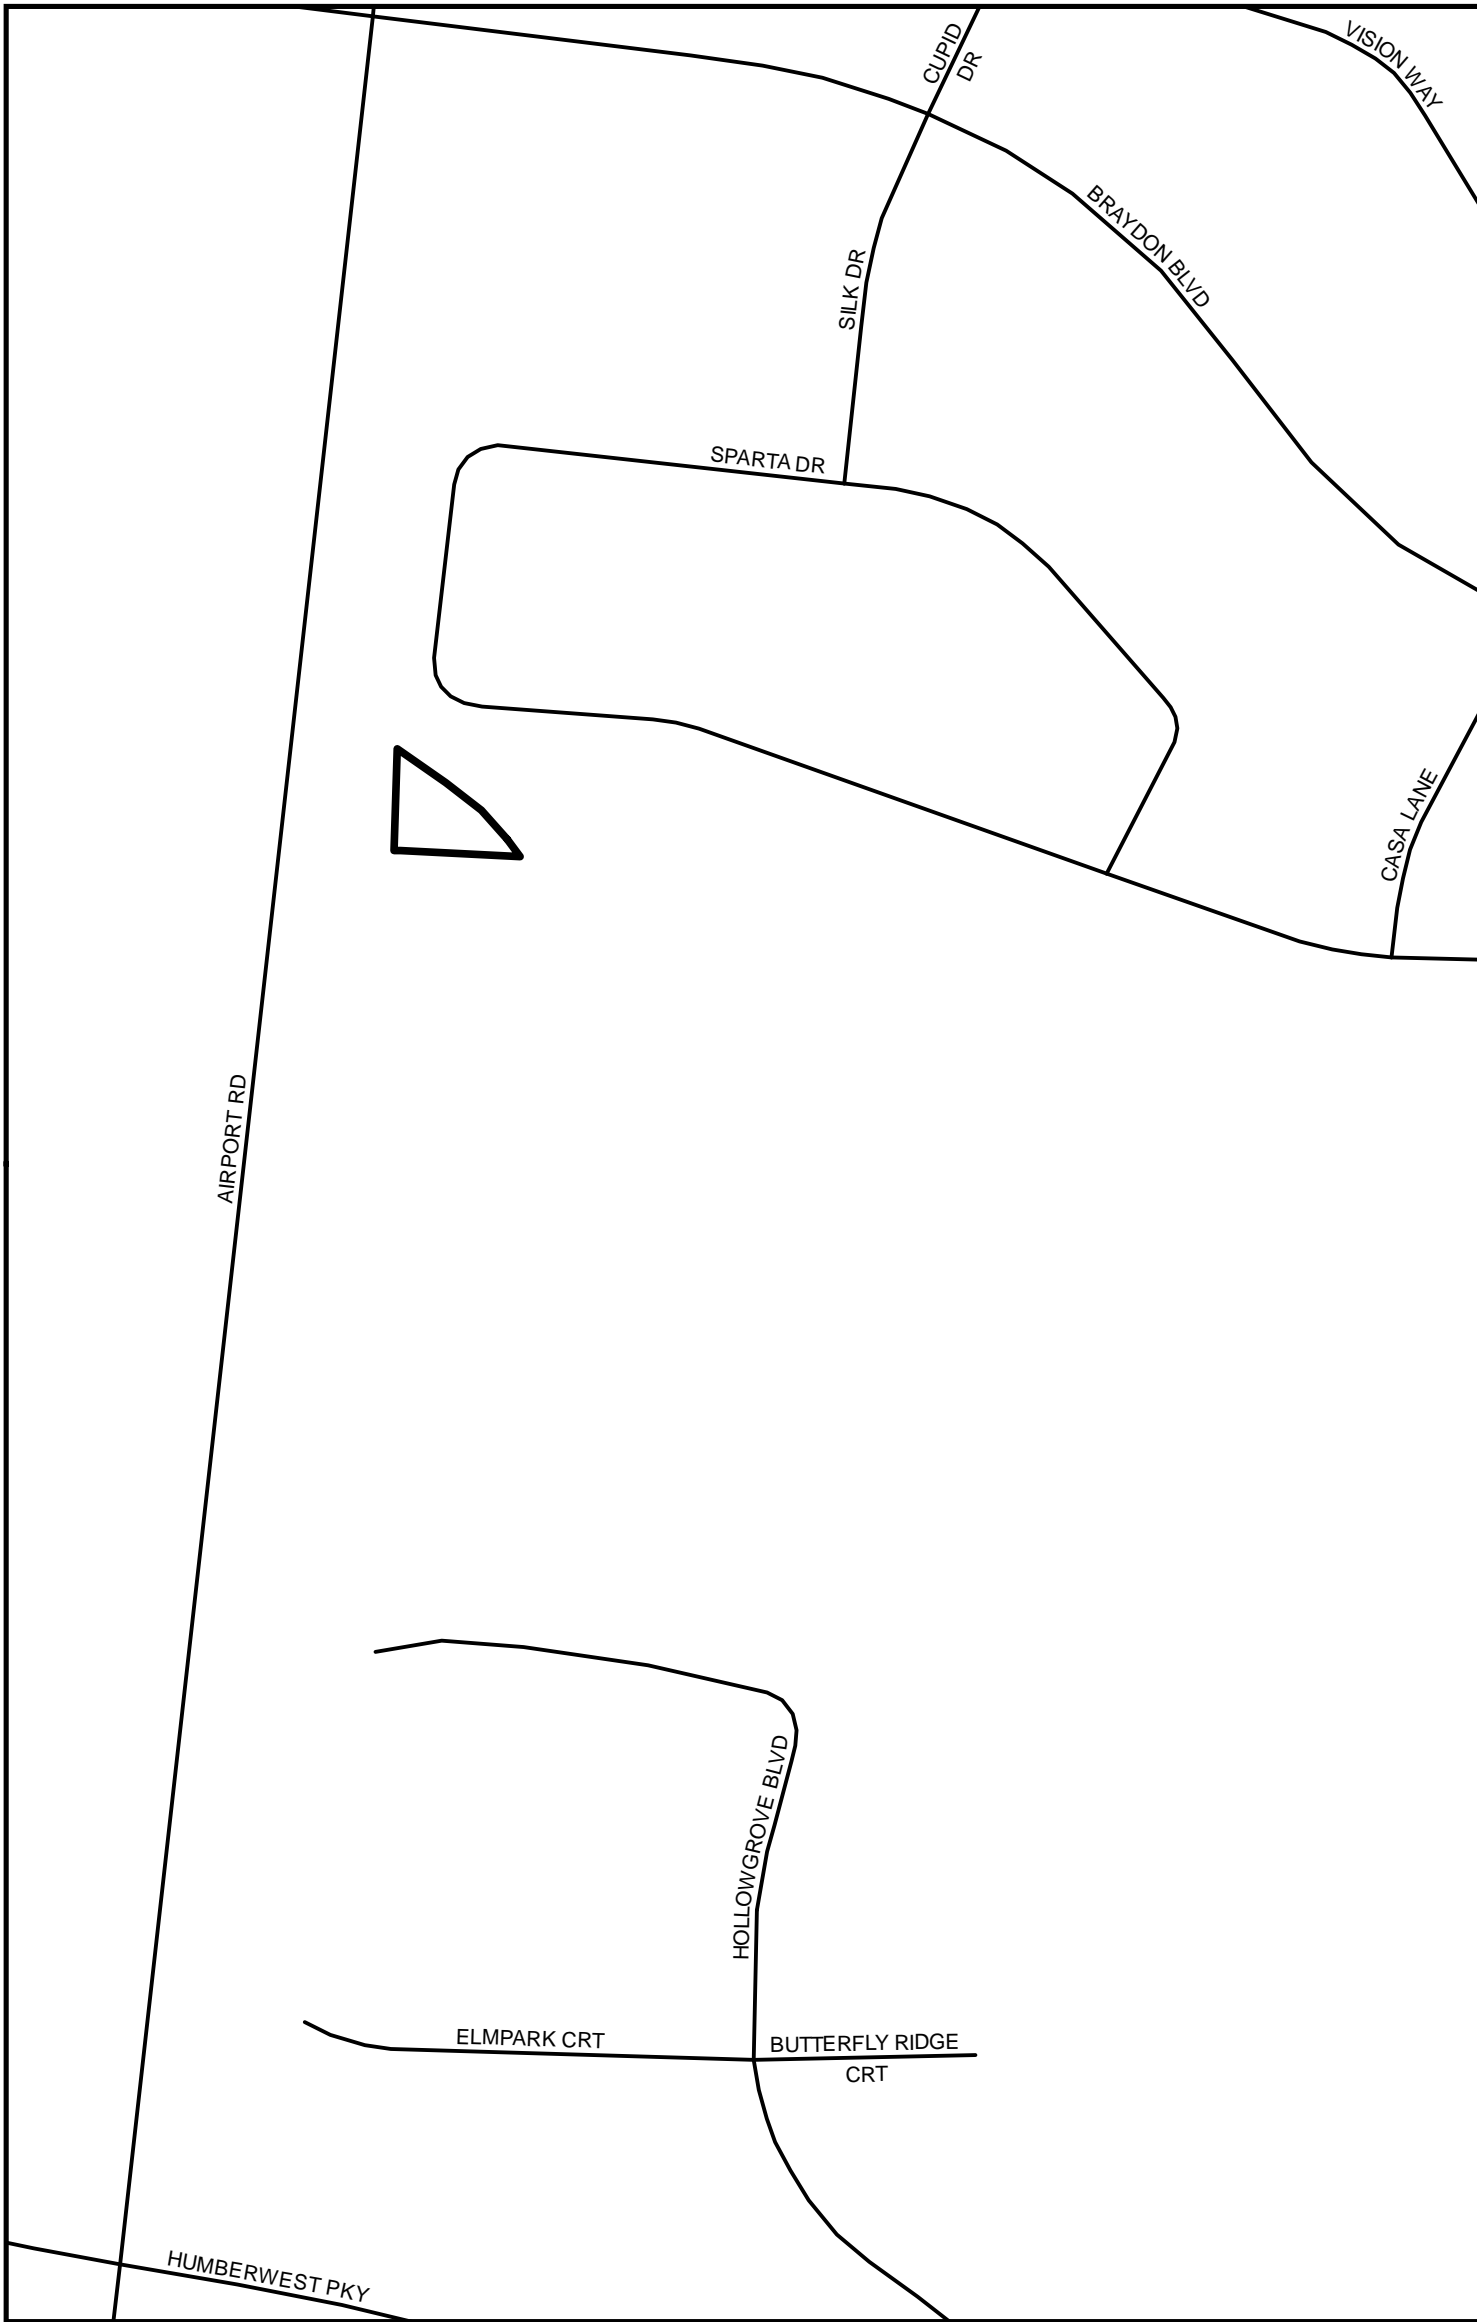 CUPID
DR
VISION WAY
BRAYDON BLVD
SILK DR
SPARTA DR
CASA LANE
AIRPORT RD
HOLLOWGROVE BLVD
ELMPARK CRT
BUTTERFLY RIDGE
CRT
HUMBERWEST PKY